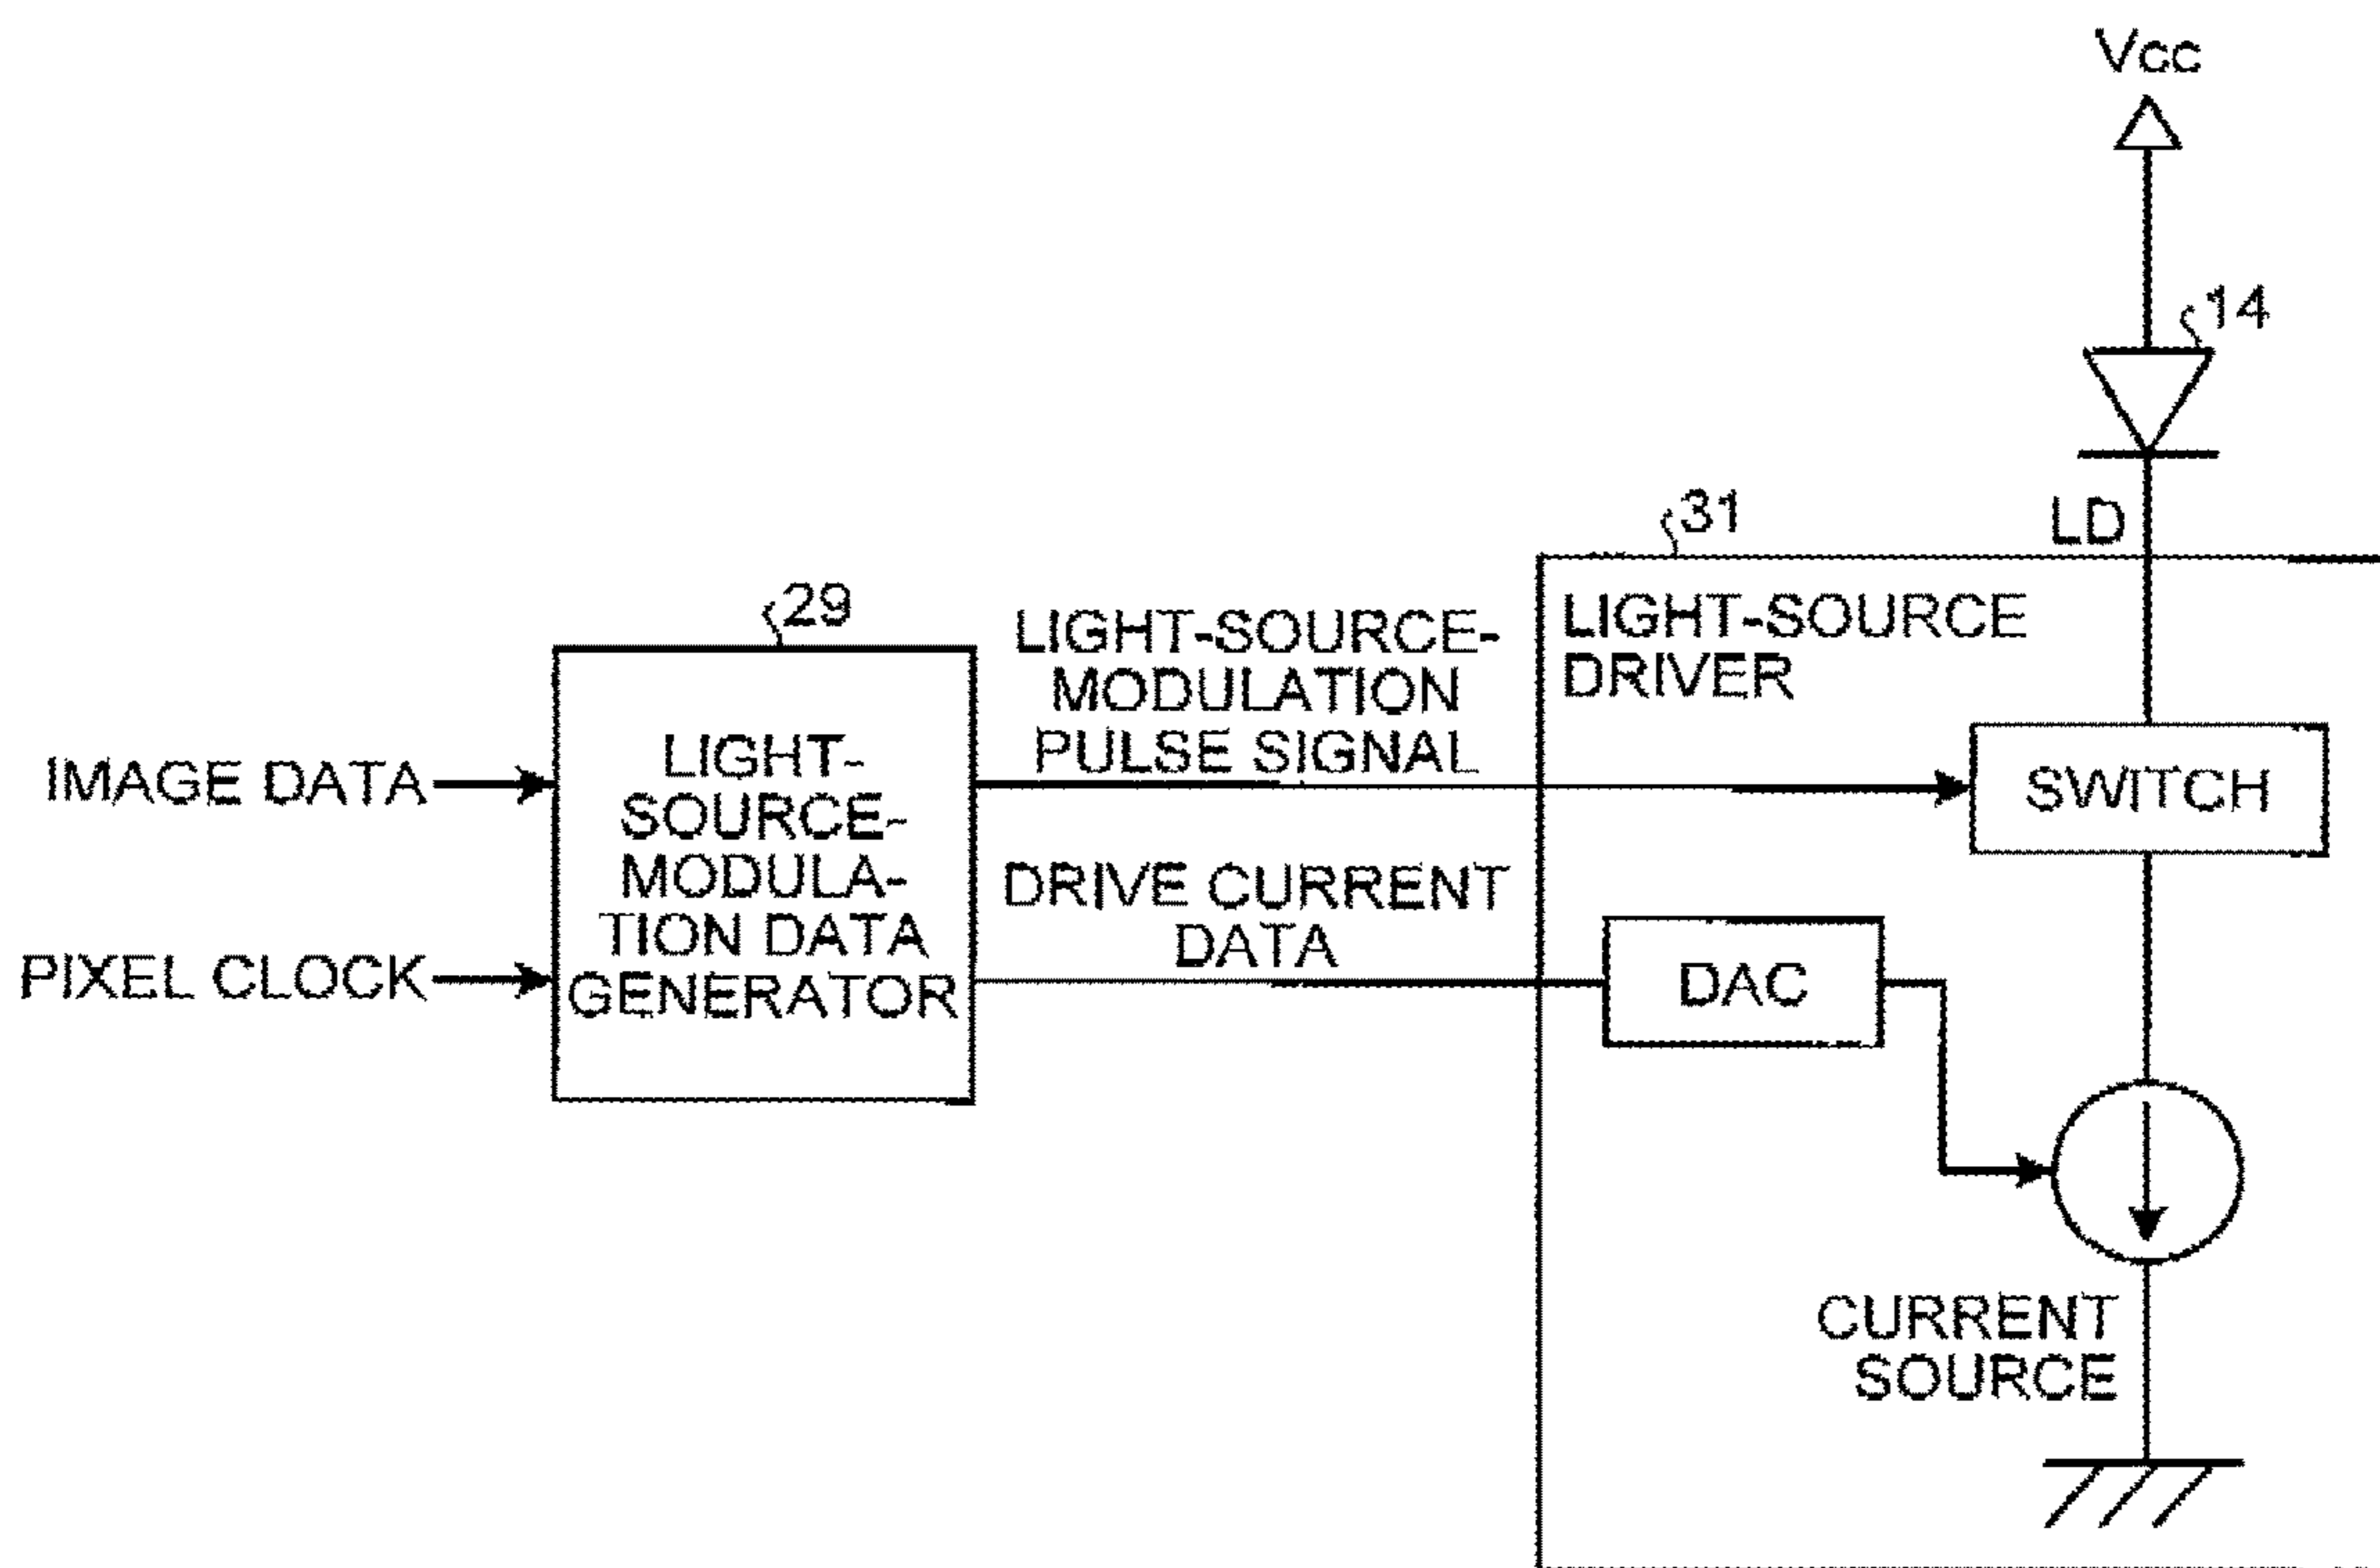 Vcc
14
LD
31
29
LIGHT-SOURCE-
MODULATION
PULSE SIGNAL
LIGHT-SOURCE
DRIVER
IMAGE DATA
LIGHT-
SOURCE-
MODULA-
TION DATA
GENERATOR
SWITCH
DRIVE CURRENT
DATA
PIXEL CLOCK
DAC
CURRENT
SOURCE